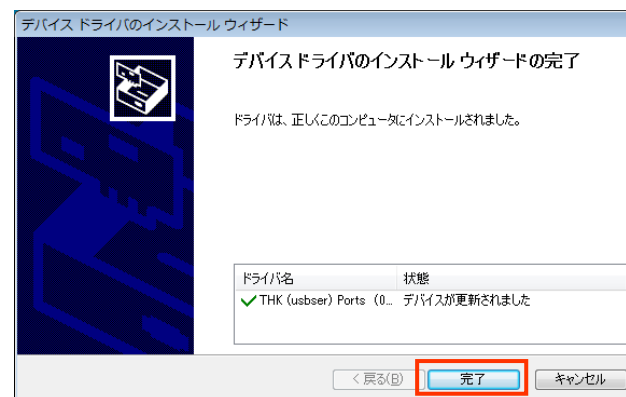 デバイス ドライバのインストール ウィザード
デバイス ドライバのインストール ウィザードの完了
ドライバは、正しくこのコンピュータにインストールされました。
ドライバ名 状態
THK (usbser) Ports (0... デバイスが更新されました
< 戻る(B) 完了 キャンセル